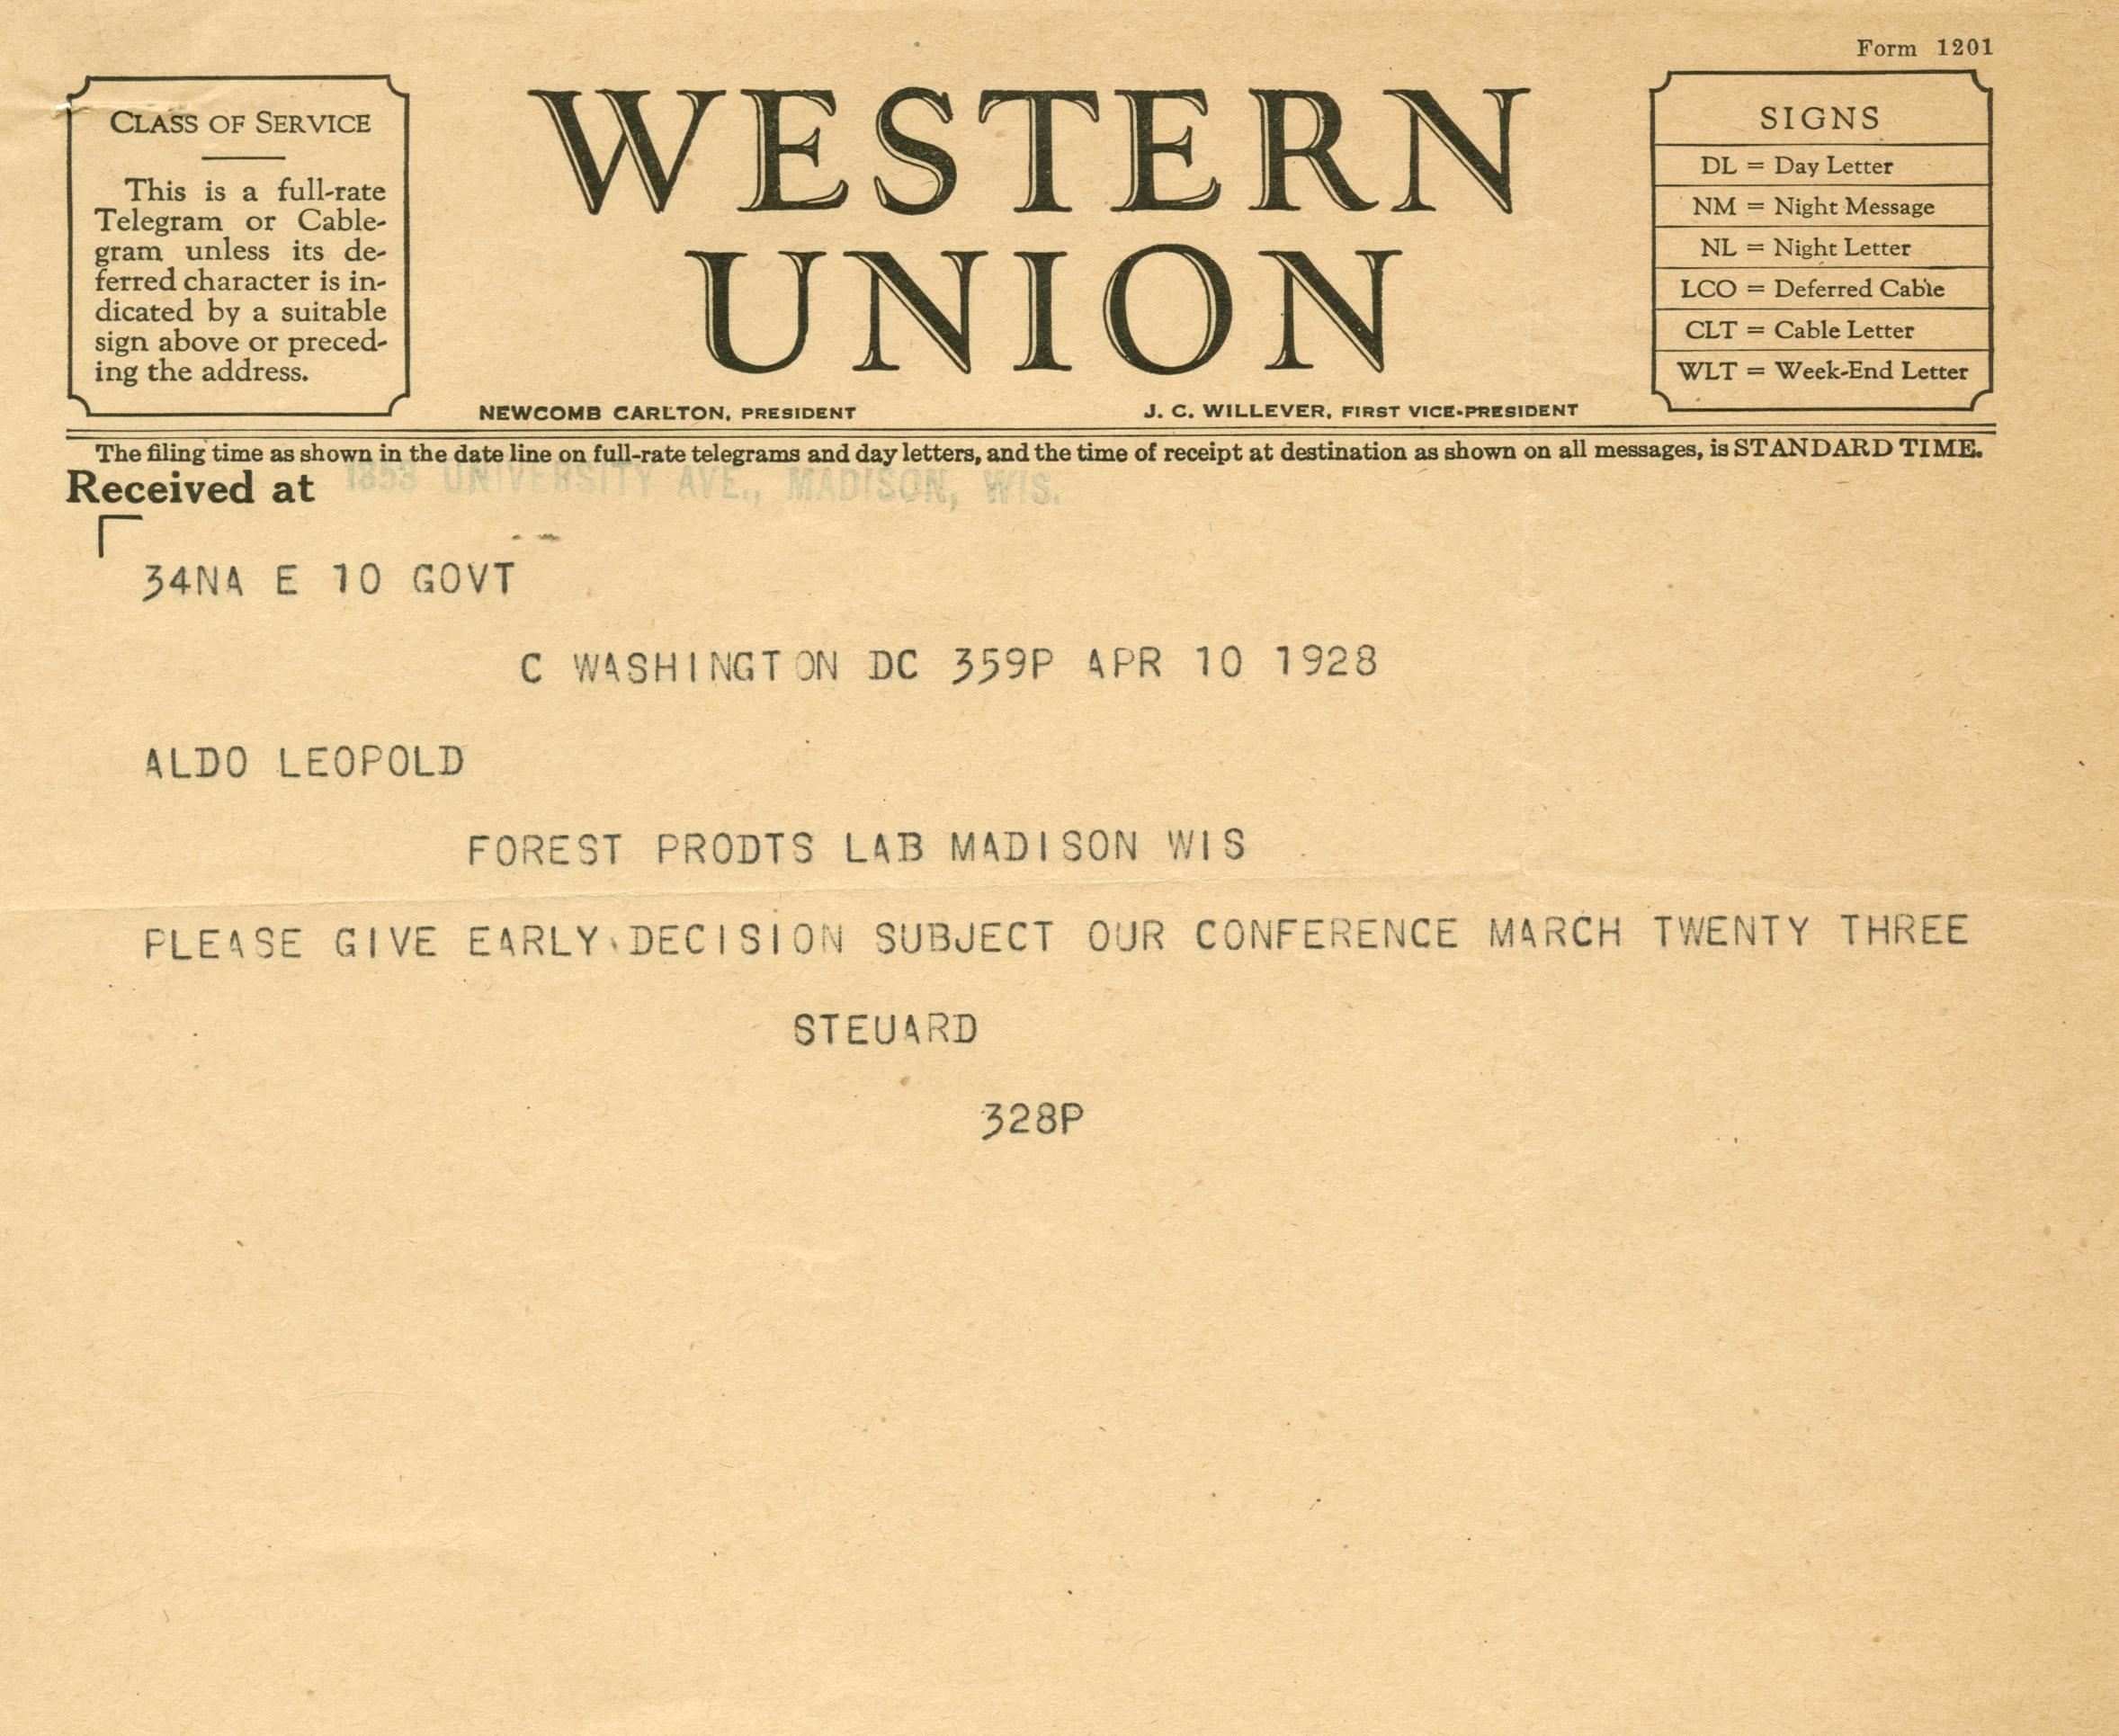 Form 1201
CLASS OF SERVICE
This is a full-rate
Telegram or Cable-
gram unless its de-
ferred character is in-
dicated by a suitable
sign above or preced-
ing the address.
WESTERN
UNION
NEWCOMB CARLTON, PRESIDENT
J. C. WILLEVER, FIRST VICE-PRESIDENT
SIGNS
DL = Day Letter
NM = Night Message
NL = Night Letter
LCO = Deferred Cable
CLT = Cable Letter
WLT = Week-End Letter
The filing time as shown in the date line on full-rate telegrams and day letters, and the time of receipt at destination as shown on all messages, is STANDARD TIME.
Received at 1853 UNIVERSITY AVE., MADISON, WIS.
34NA E 10 GOVT
C WASHINGTON DC 359P APR 10 1928
ALDO LEOPOLD
FOREST PRODTS LAB MADISON WIS
PLEASE GIVE EARLY DECISION SUBJECT OUR CONFERENCE MARCH TWENTY THREE
STEUARD
328P